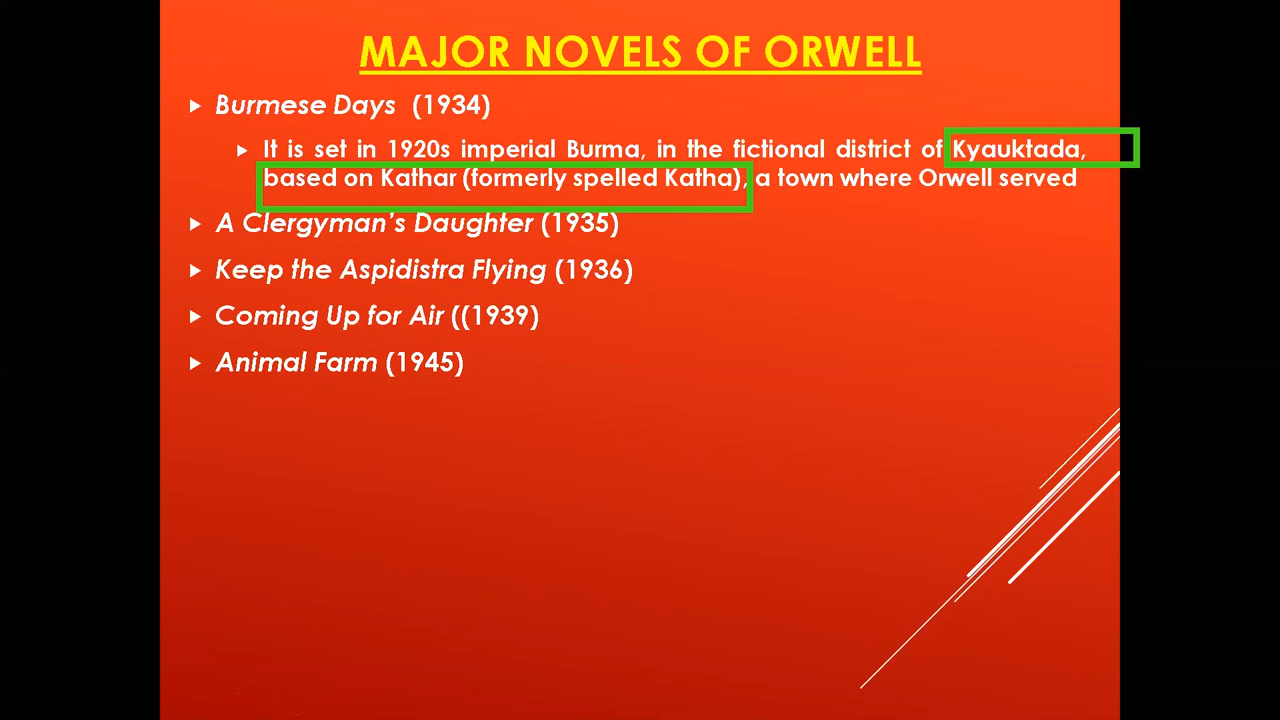 MAJOR NOVELS OF ORWELL
Burmese Days (1934)
It is set in 1920s imperial Burma, in the fictional district of Kyauktada,
based on Kathar (formerly spelled Katha), a town where Orwell served
A Clergyman's Daughter (1935)
Keep the Aspidistra Flying (1936)
Coming Up for Air ((1939)
Animal Farm (1945)